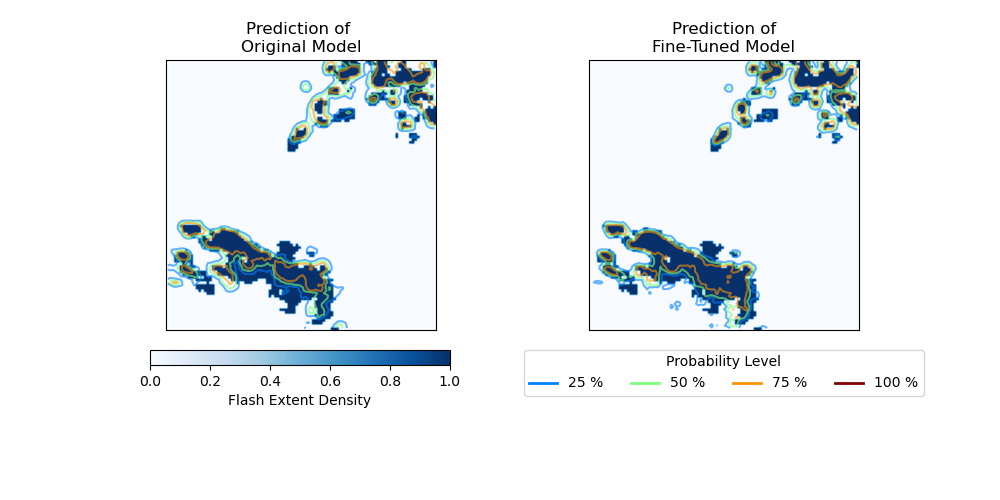 Prediction of
Original Model
Prediction of
Fine-Tuned Model
0.0 0.2 0.4 0.6 0.8 1.0
Flash Extent Density
Probability Level
25 % 50 % 75 % 100 %